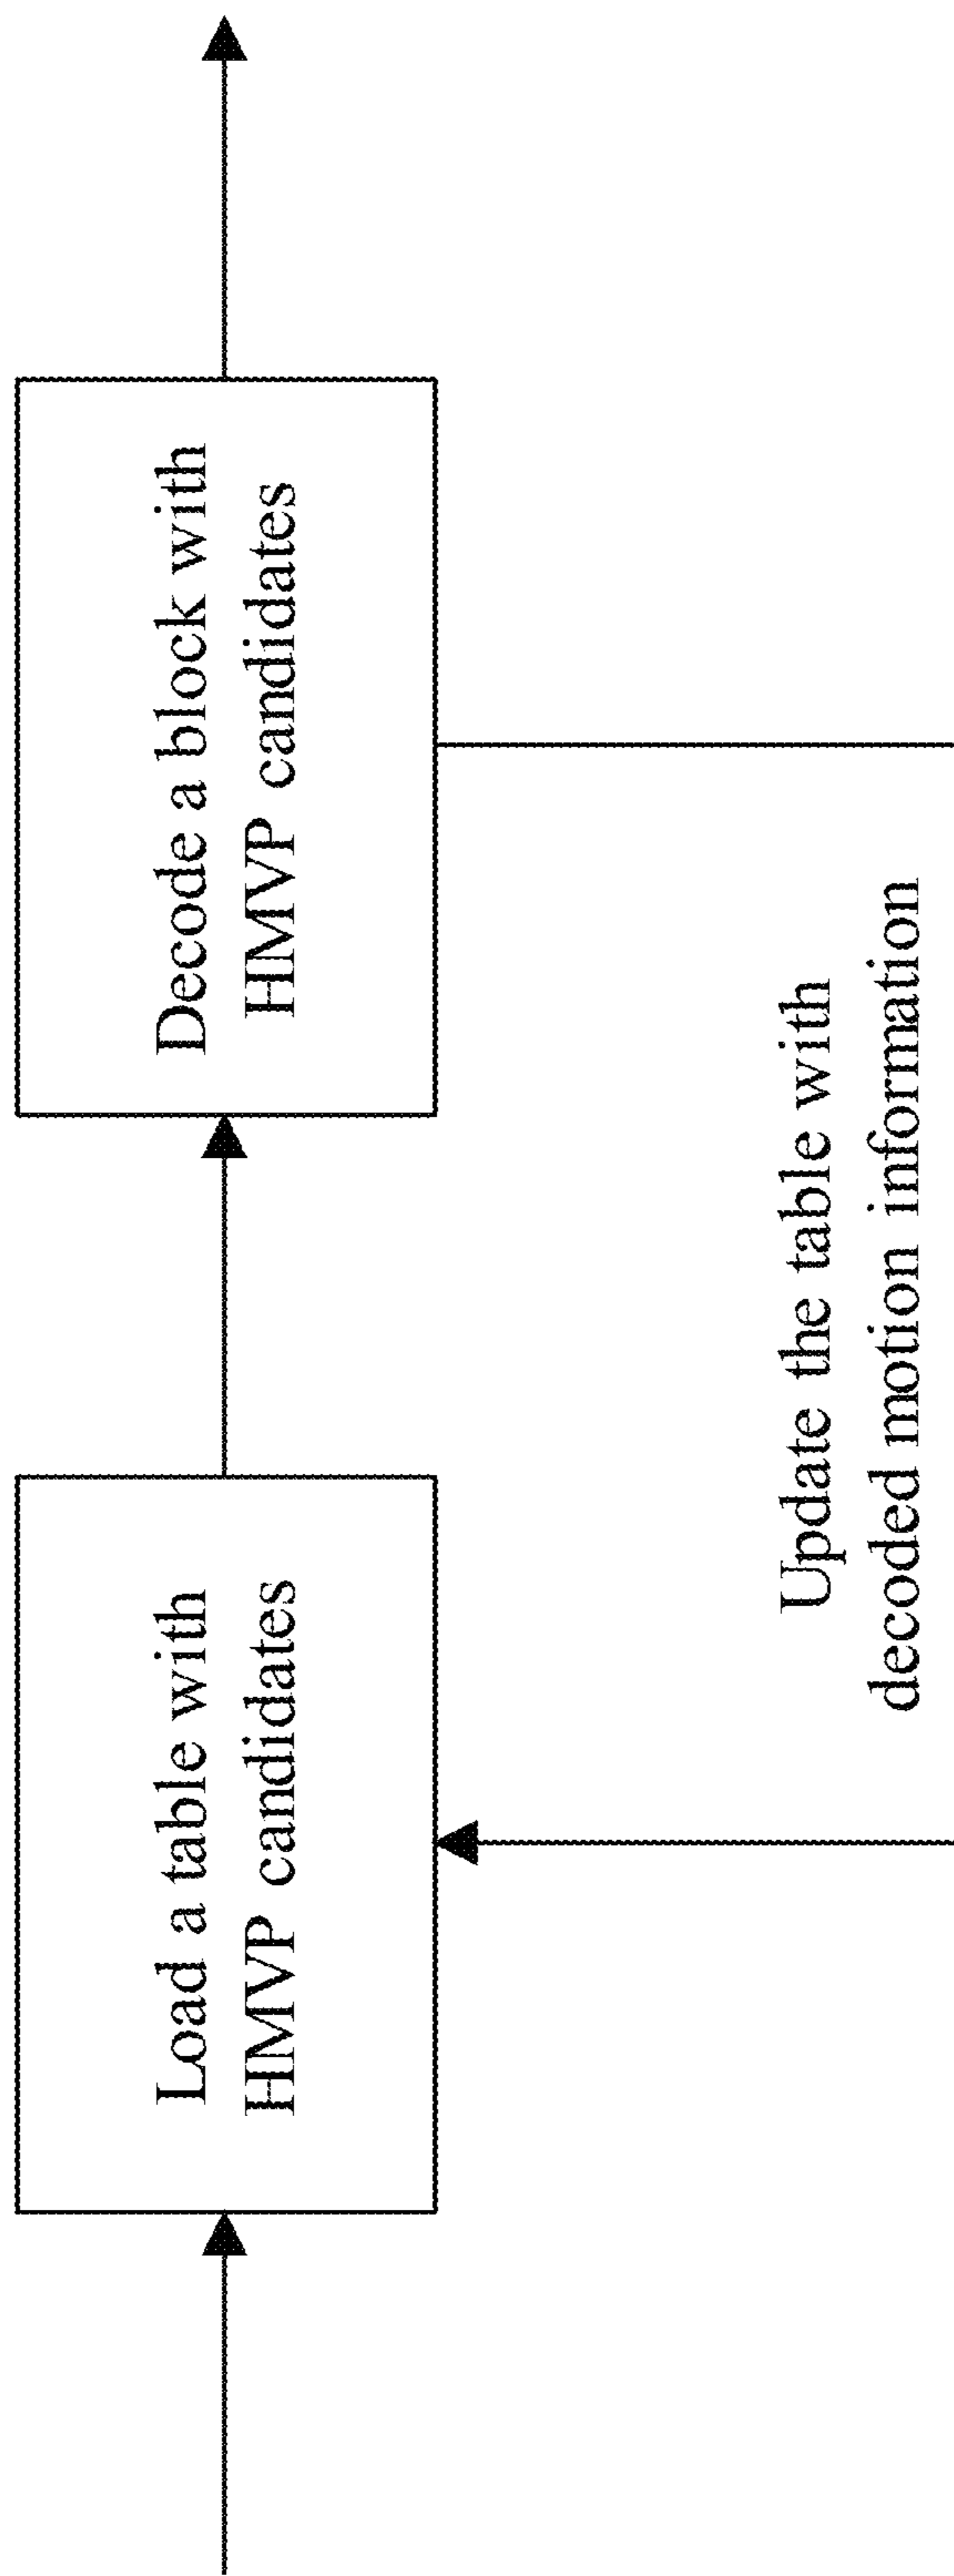 Load a table with
HMVP candidates
Decode a block with
HMVP candidates
Update the table with
decoded motion information